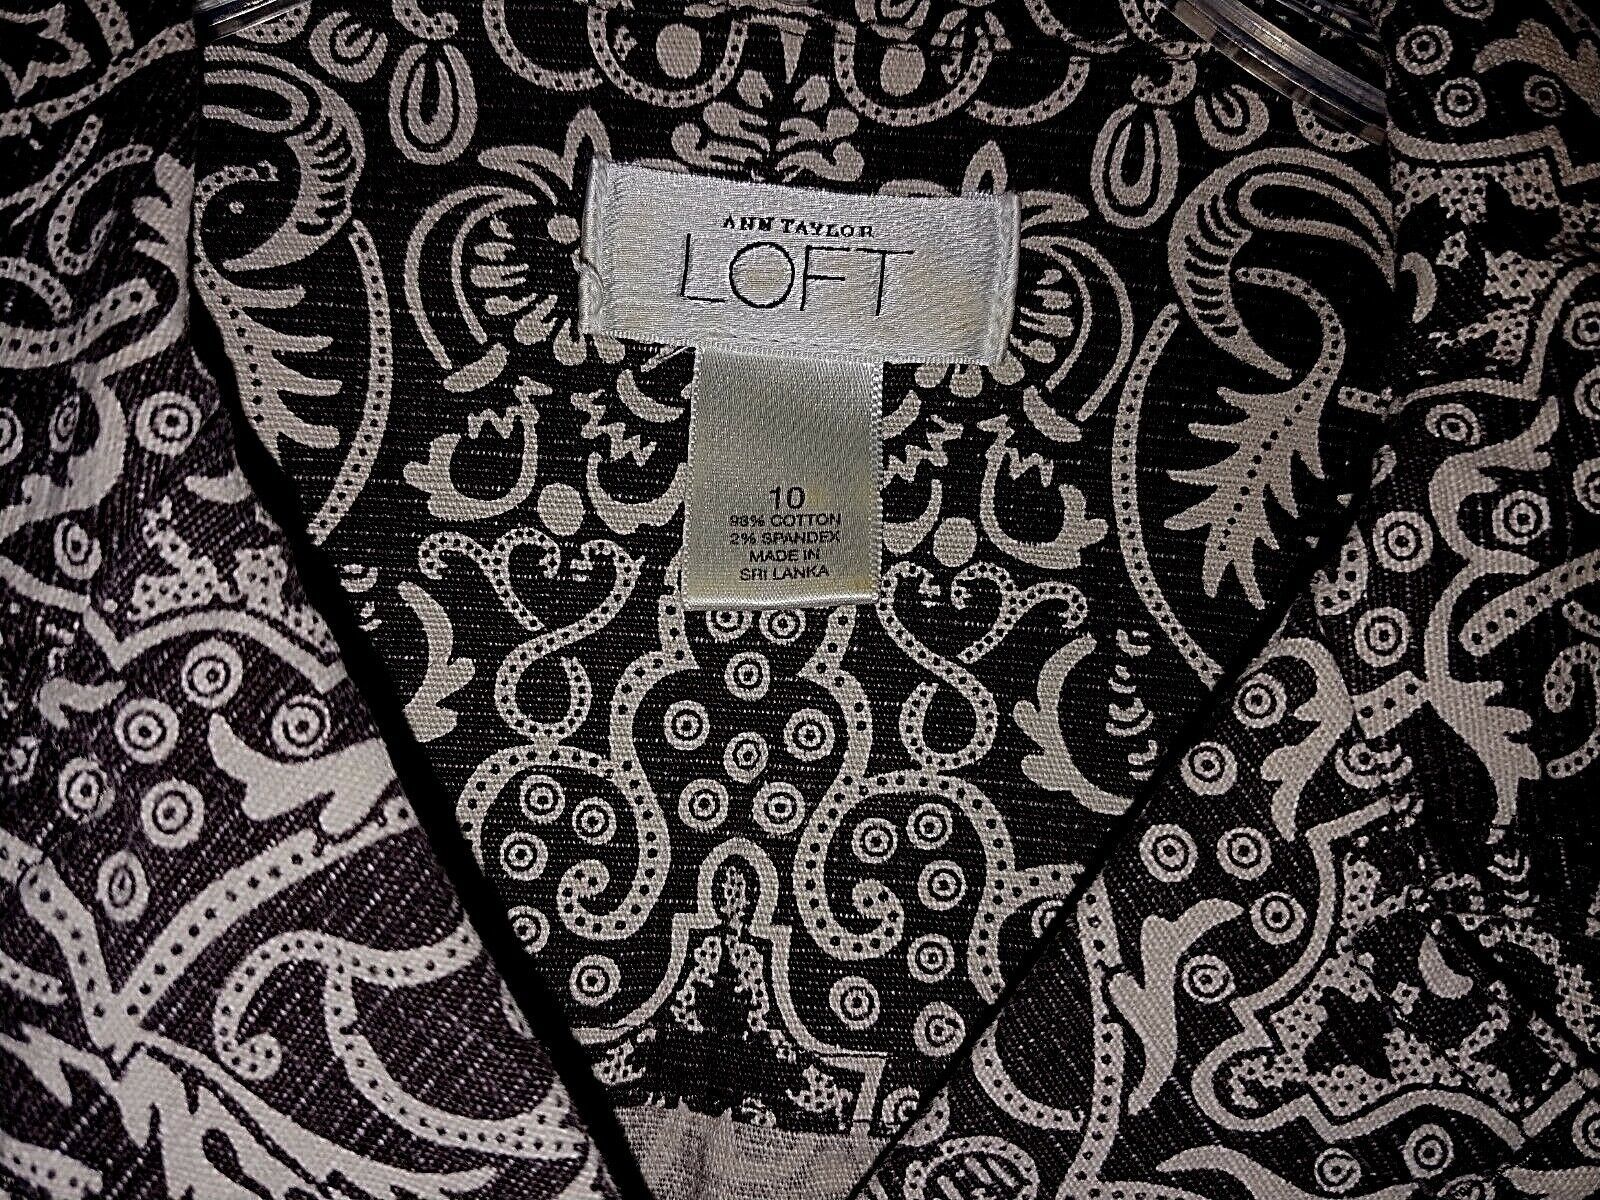 ANN TAYLOR
LOFT
10
98% COTTON
2% SPANDEX
MADE IN
SRI LANKA